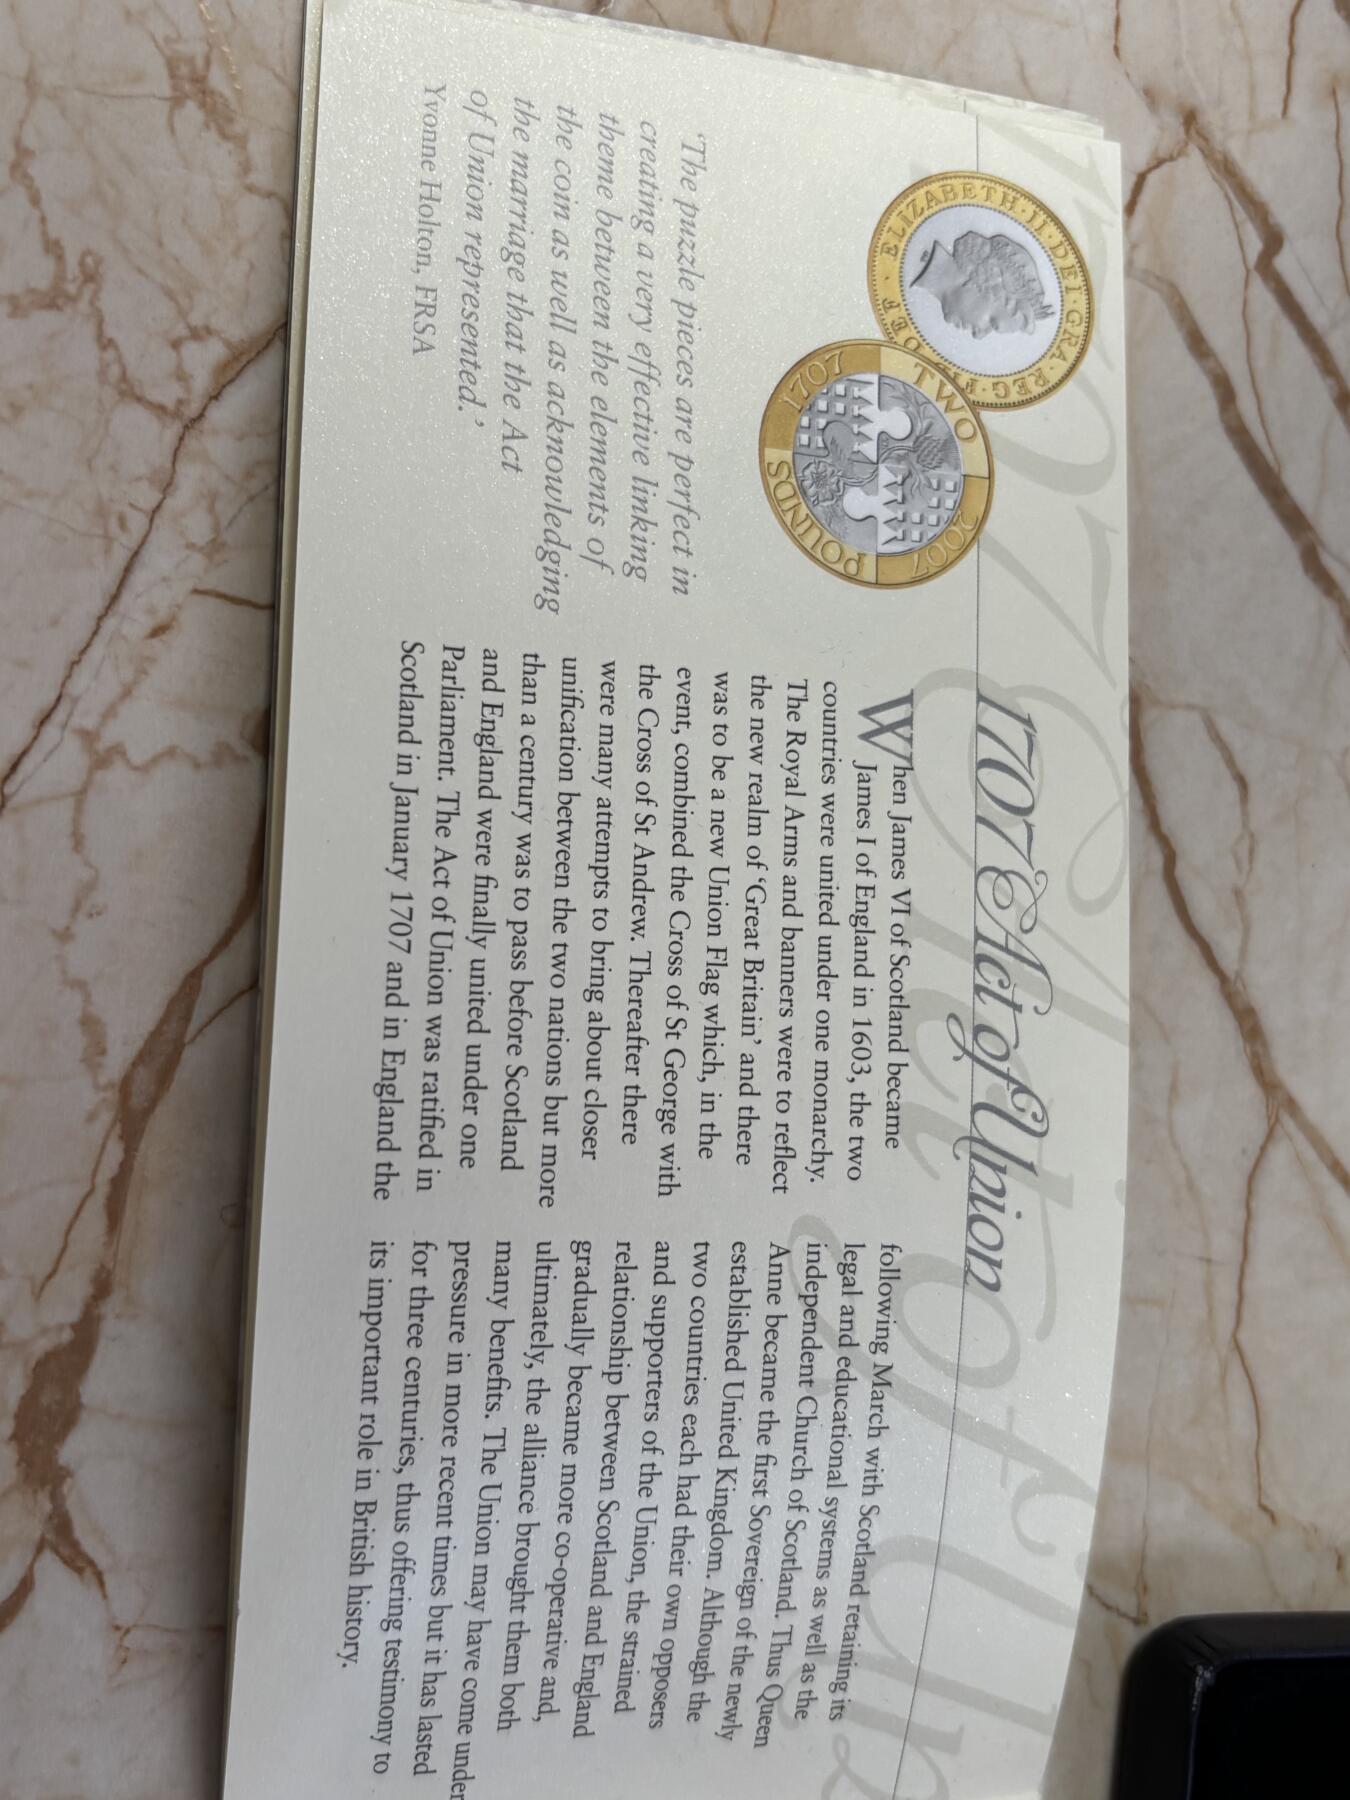 ELIZABETH·II·DEI·GRA·REG·FID·DEF·
TWO
POUNDS
1707
2007
1707 Act of Union
'The puzzle pieces are perfect in
creating a very effective linking
theme between the elements of
the coin as well as acknowledging
the marriage that the Act
of Union represented.'
Yvonne Holton, FRSA
When James VI of Scotland became
James I of England in 1603, the two
countries were united under one monarchy.
The Royal Arms and banners were to reflect
the new realm of 'Great Britain' and there
was to be a new Union Flag which, in the
event, combined the Cross of St George with
the Cross of St Andrew. Thereafter there
were many attempts to bring about closer
unification between the two nations but more
than a century was to pass before Scotland
and England were finally united under one
Parliament. The Act of Union was ratified in
Scotland in January 1707 and in England the
following March with Scotland retaining its
legal and educational systems as well as the
independent Church of Scotland. Thus Queen
Anne became the first Sovereign of the newly
established United Kingdom. Although the
two countries each had their own opposers
and supporters of the Union, the strained
relationship between Scotland and England
gradually became more co-operative and,
ultimately, the alliance brought them both
many benefits. The Union may have come under
pressure in more recent times but it has lasted
for three centuries, thus offering testimony to
its important role in British history.